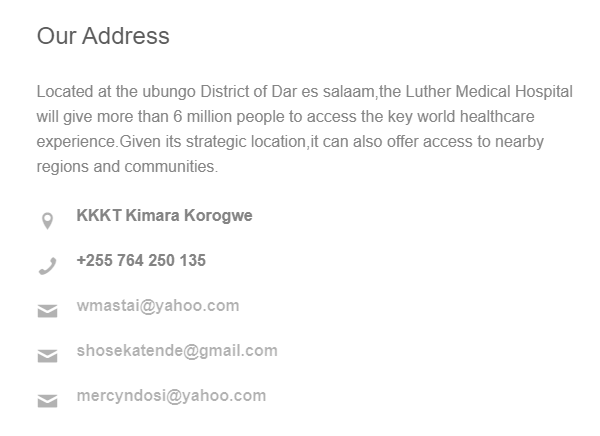 Our Address
Located at the ubungo District of Dar es salaam,the Luther Medical Hospital
will give more than 6 million people to access the key world healthcare
experience.Given its strategic location,it can also offer access to nearby
regions and communities.
KKKT Kimara Korogwe
+255 764 250 135
wmastai@yahoo.com
shosekatende@gmail.com
mercyndosi@yahoo.com